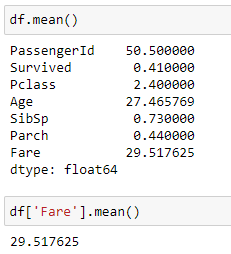 df.mean()
PassengerId    50.500000
Survived        0.410000
Pclass          2.400000
Age            27.465769
SibSp           0.730000
Parch           0.440000
Fare           29.517625
dtype: float64
df['Fare'].mean()
29.517625